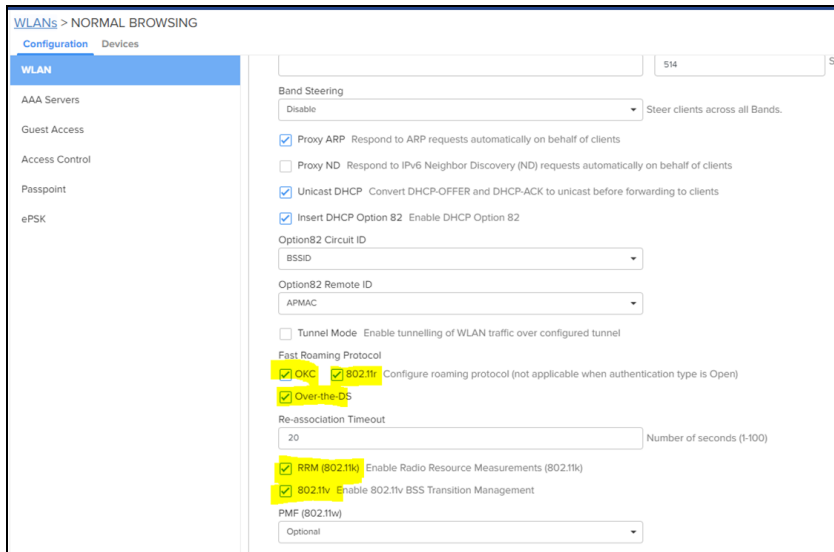 WLANs > NORMAL BROWSING
Configuration Devices
WLAN
AAA Servers
Guest Access
Access Control
Passpoint
ePSK
514
S
Band Steering
Disable Steer clients across all Bands.
Proxy ARP Respond to ARP requests automatically on behalf of clients
Proxy ND Respond to IPv6 Neighbor Discovery (ND) requests automatically on behalf of clients
Unicast DHCP Convert DHCP-OFFER and DHCP-ACK to unicast before forwarding to clients
Insert DHCP Option 82 Enable DHCP Option 82
Option82 Circuit ID
BSSID
Option82 Remote ID
APMAC
Tunnel Mode Enable tunnelling of WLAN traffic over configured tunnel
Fast Roaming Protocol
OKC 802.11r Configure roaming protocol (not applicable when authentication type is Open)
Over-the-DS
Re-association Timeout
20 Number of seconds (1-100)
RRM (802.11k) Enable Radio Resource Measurements (802.11k)
802.11v Enable 802.11v BSS Transition Management
PMF (802.11w)
Optional